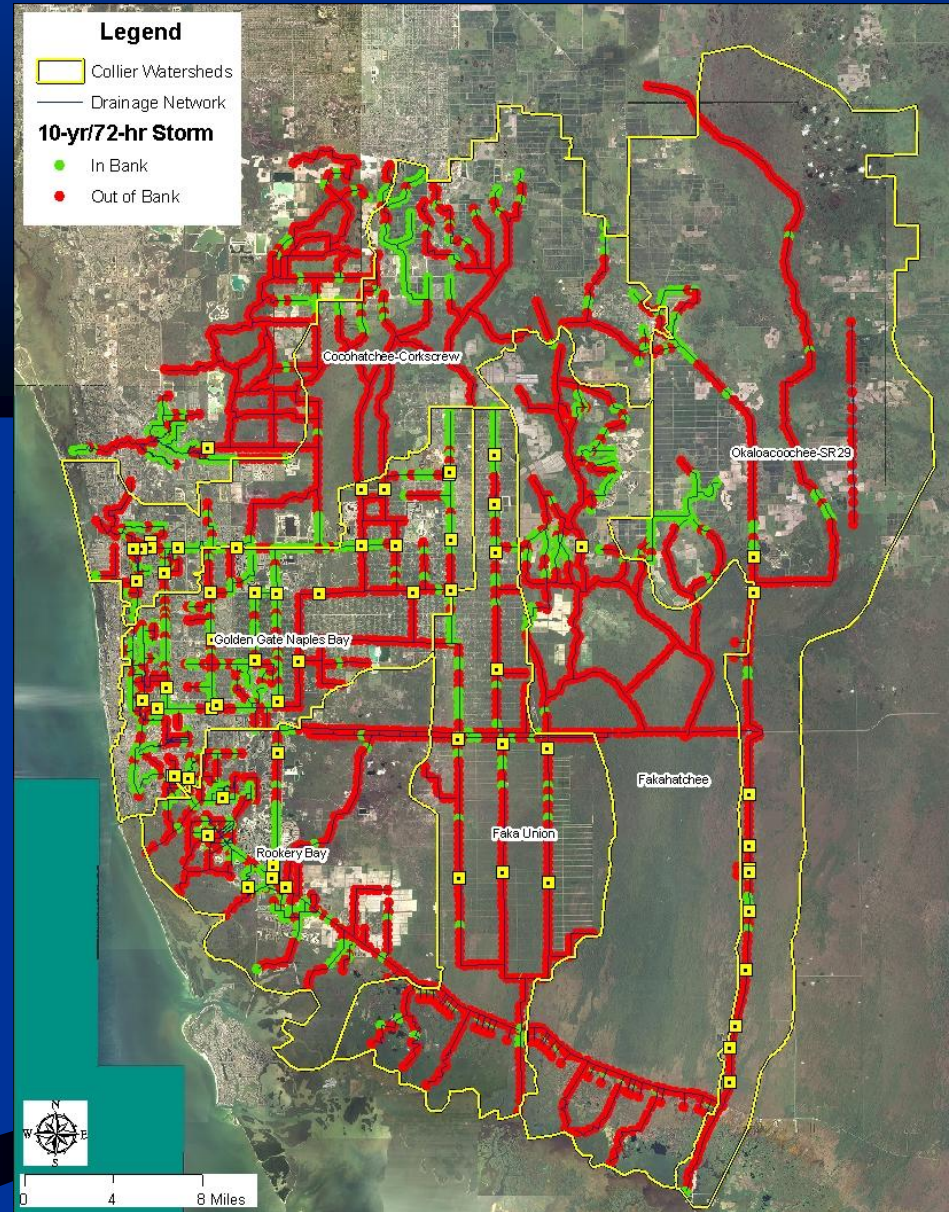 Legend
Collier Watersheds
Drainage Network
10-yr/72-hr Storm
In Bank
Out of Bank
Cocohatchee-Corkscrew
Okaloacoochee-SR29
Golden Gate Naples Bay
Fakahatchee
Faka Union
Rookery Bay
N
W E
S
0 4 8 Miles